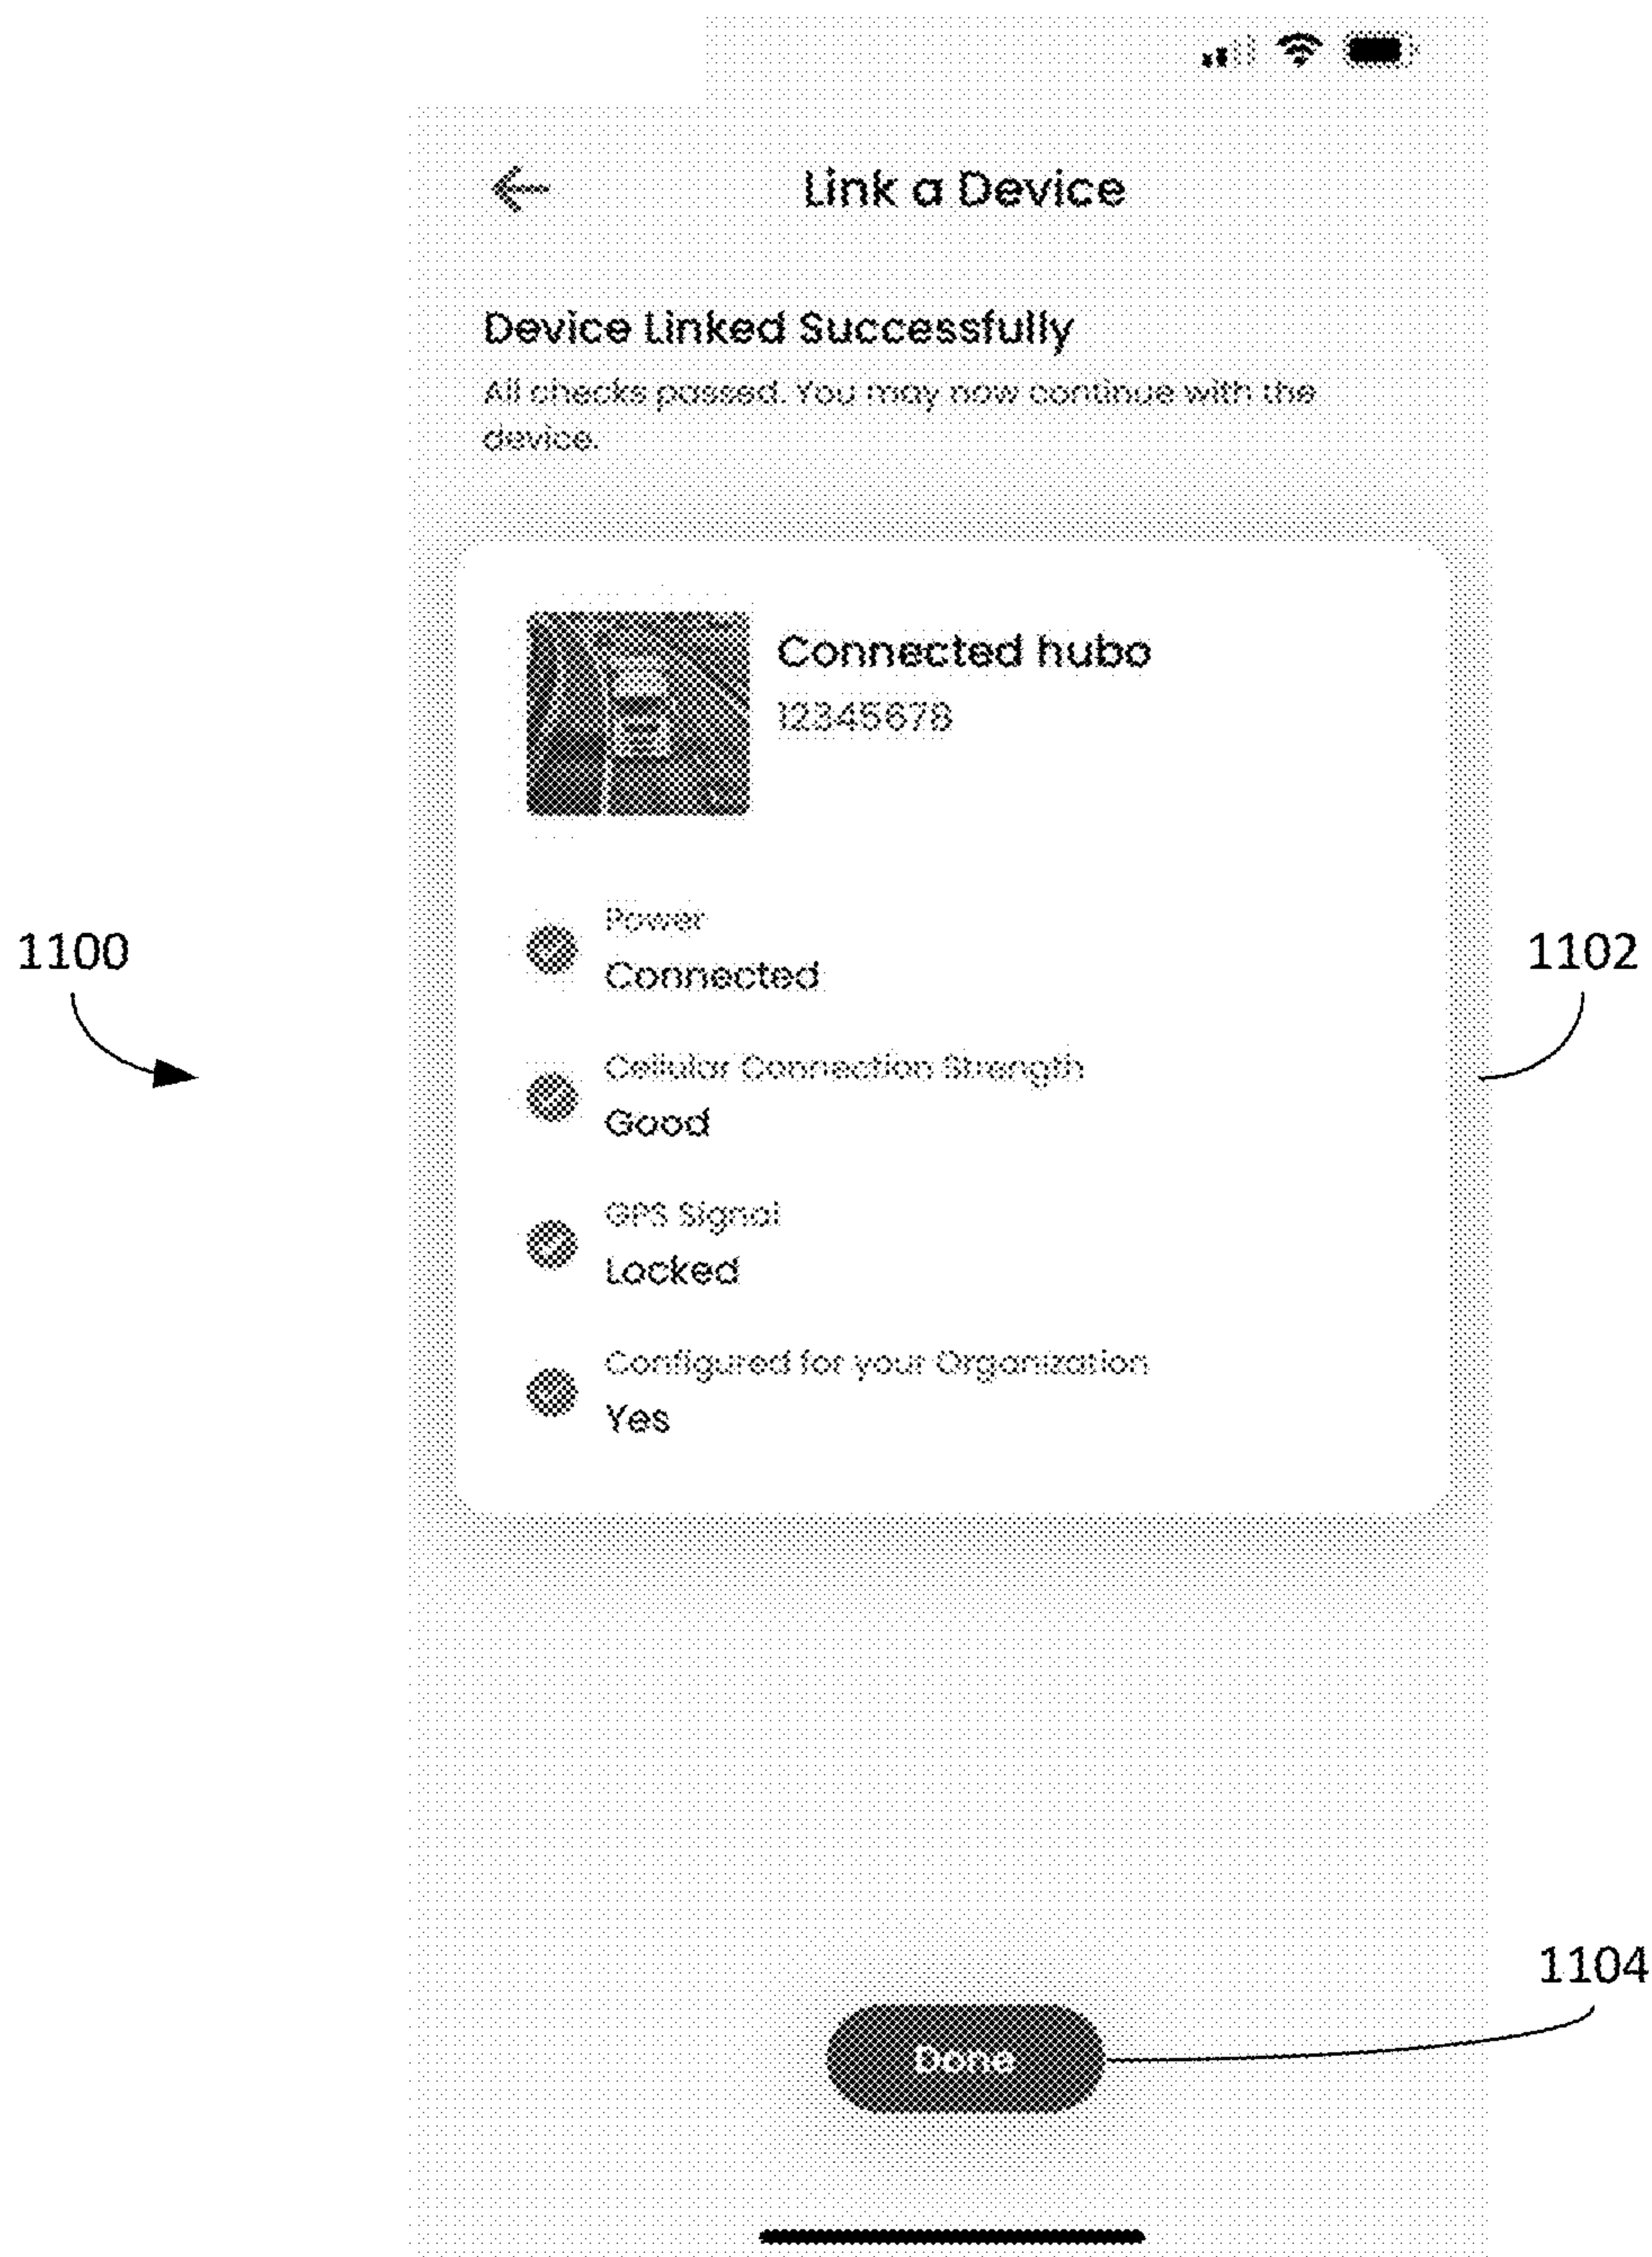 Link a Device
Device Linked Successfully
All checks passed. You may now continue with the
device.
Connected hubo
12345678
Power
1100
1102
Connected
Cellular Connection Strength
Good
GPS Signal
Locked
Configured for your Organization
Yes
1104
Done